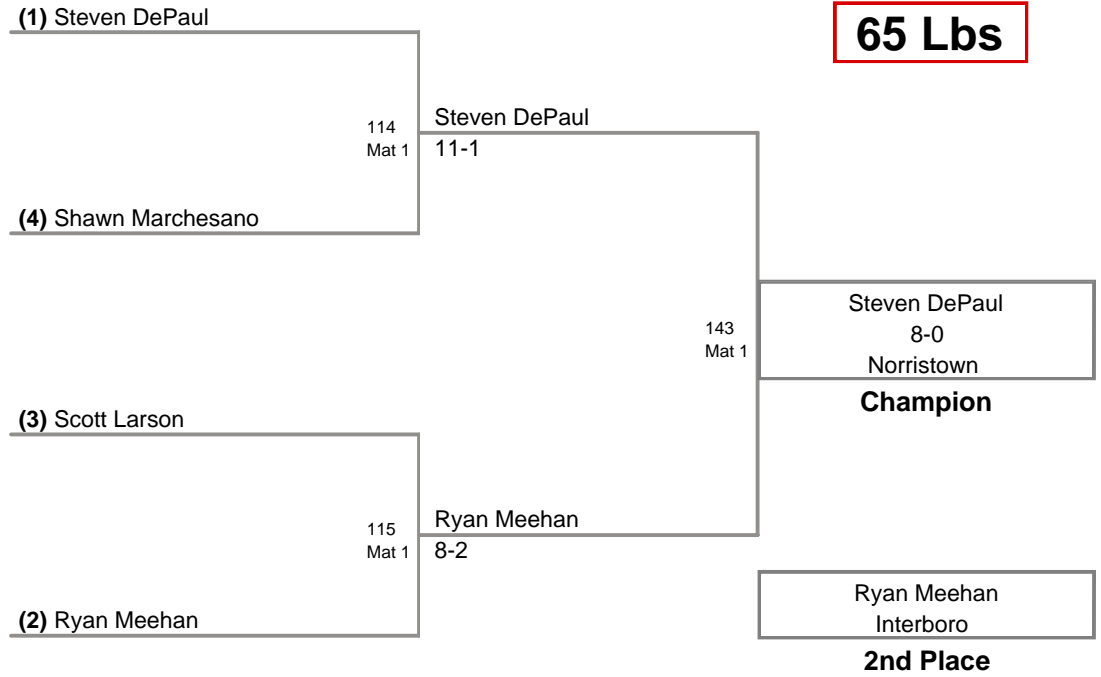 (1) Steven DePaul
65 Lbs
114
Mat 1
Steven DePaul
11-1
(4) Shawn Marchesano
143
Mat 1
Steven DePaul
8-0
Norristown
Champion
(3) Scott Larson
115
Mat 1
Ryan Meehan
8-2
(2) Ryan Meehan
Ryan Meehan
Interboro
2nd Place